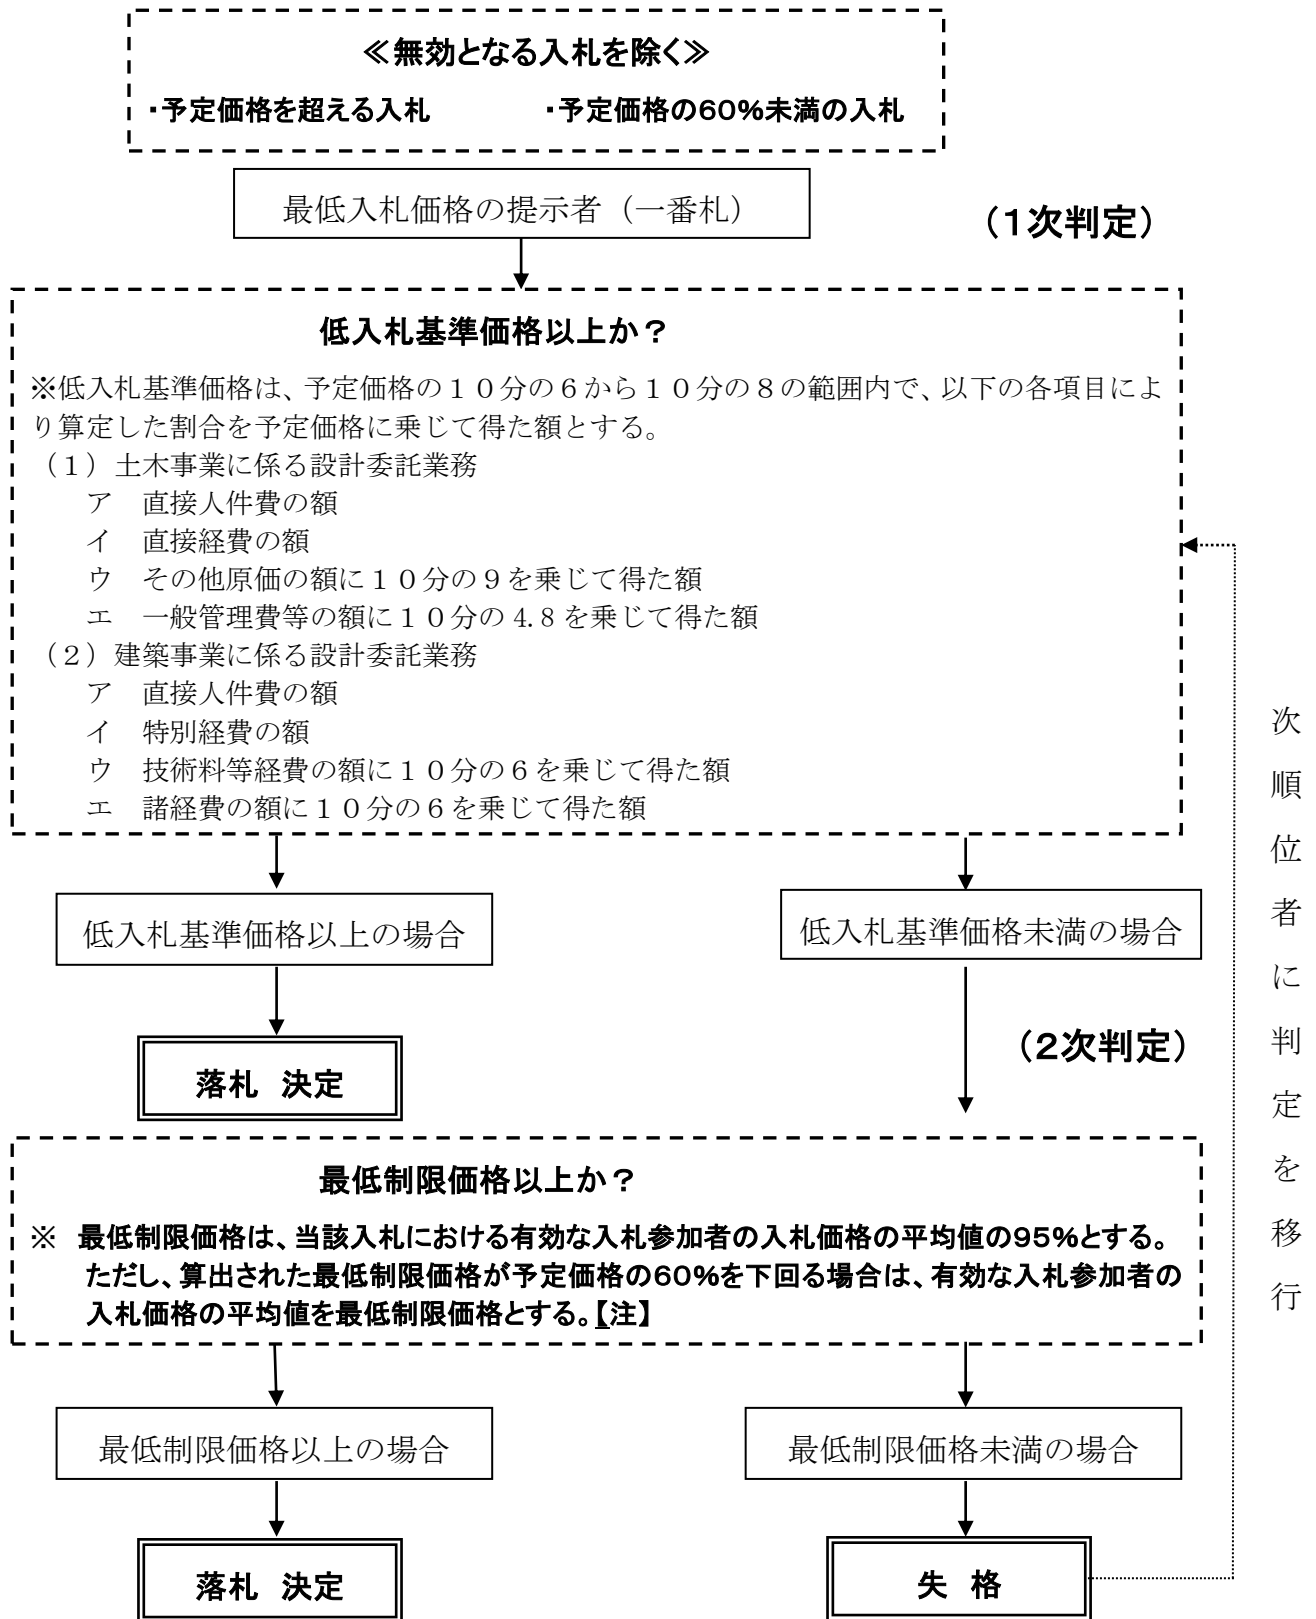 ≪無効となる入札を除く≫
・予定価格を超える入札　　　・予定価格の60%未満の入札
最低入札価格の提示者（一番札）
（1次判定）
低入札基準価格以上か？
※低入札基準価格は、予定価格の１０分の６から１０分の８の範囲内で、以下の各項目によ
り算定した割合を予定価格に乗じて得た額とする。
（１）土木事業に係る設計委託業務
ア　直接人件費の額
イ　直接経費の額
ウ　その他原価の額に１０分の９を乗じて得た額
エ　一般管理費等の額に１０分の 4.8 を乗じて得た額
（２）建築事業に係る設計委託業務
ア　直接人件費の額
イ　特別経費の額
ウ　技術料等経費の額に１０分の６を乗じて得た額
エ　諸経費の額に１０分の６を乗じて得た額
低入札基準価格以上の場合
低入札基準価格未満の場合
落札　決定
（2次判定）
最低制限価格以上か？
※　最低制限価格は、当該入札における有効な入札参加者の入札価格の平均値の95%とする。
ただし、算出された最低制限価格が予定価格の60%を下回る場合は、有効な入札参加者の
入札価格の平均値を最低制限価格とする。【注】
最低制限価格以上の場合
最低制限価格未満の場合
落札　決定
失　格
次順位者に判定を移行